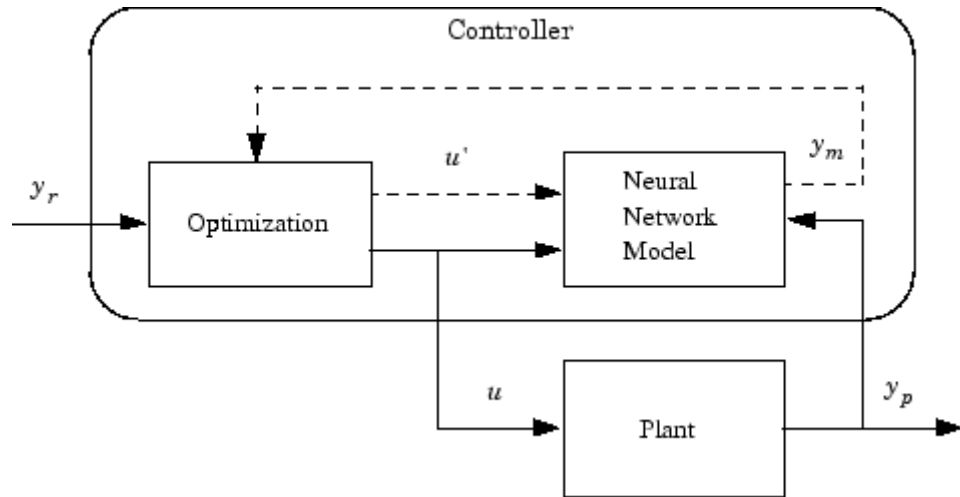 Controller
u'
y_m
y_r
Optimization
Neural
Network
Model
u
Plant
y_p